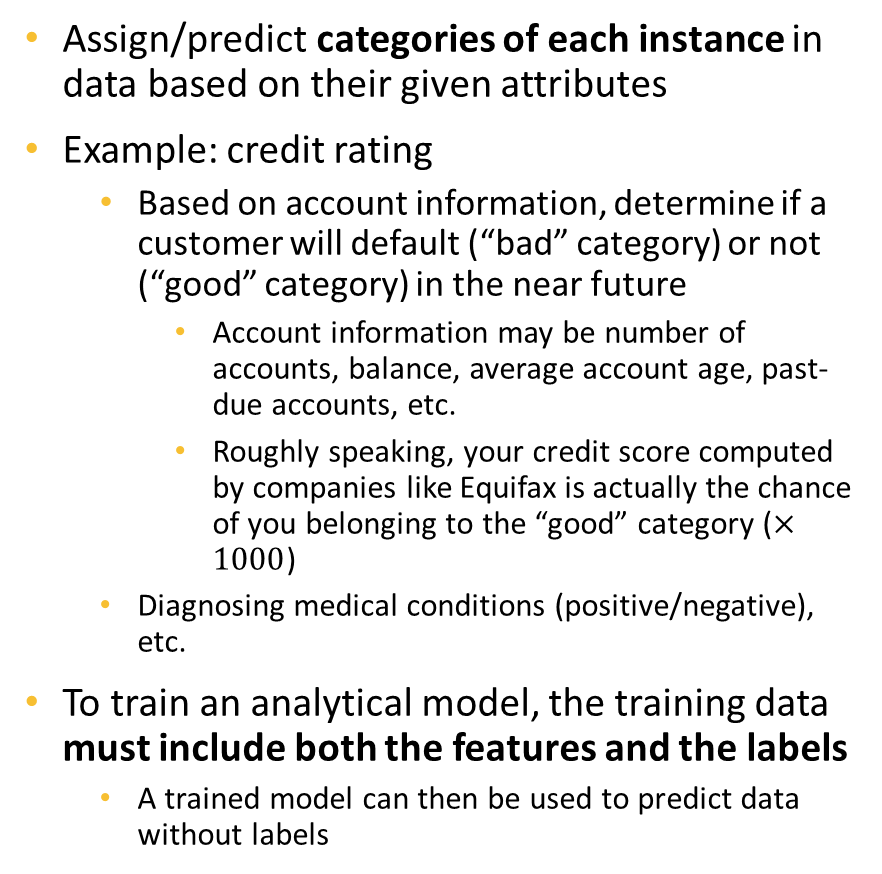 • Assign/predict categories of each instance in
data based on their given attributes
• Example: credit rating
• Based on account information, determine if a
customer will default (“bad” category) or not
(“good” category) in the near future
• Account information may be number of
accounts, balance, average account age, past-
due accounts, etc.
• Roughly speaking, your credit score computed
by companies like Equifax is actually the chance
of you belonging to the “good” category (×
1000)
• Diagnosing medical conditions (positive/negative),
etc.
• To train an analytical model, the training data
must include both the features and the labels
• A trained model can then be used to predict data
without labels